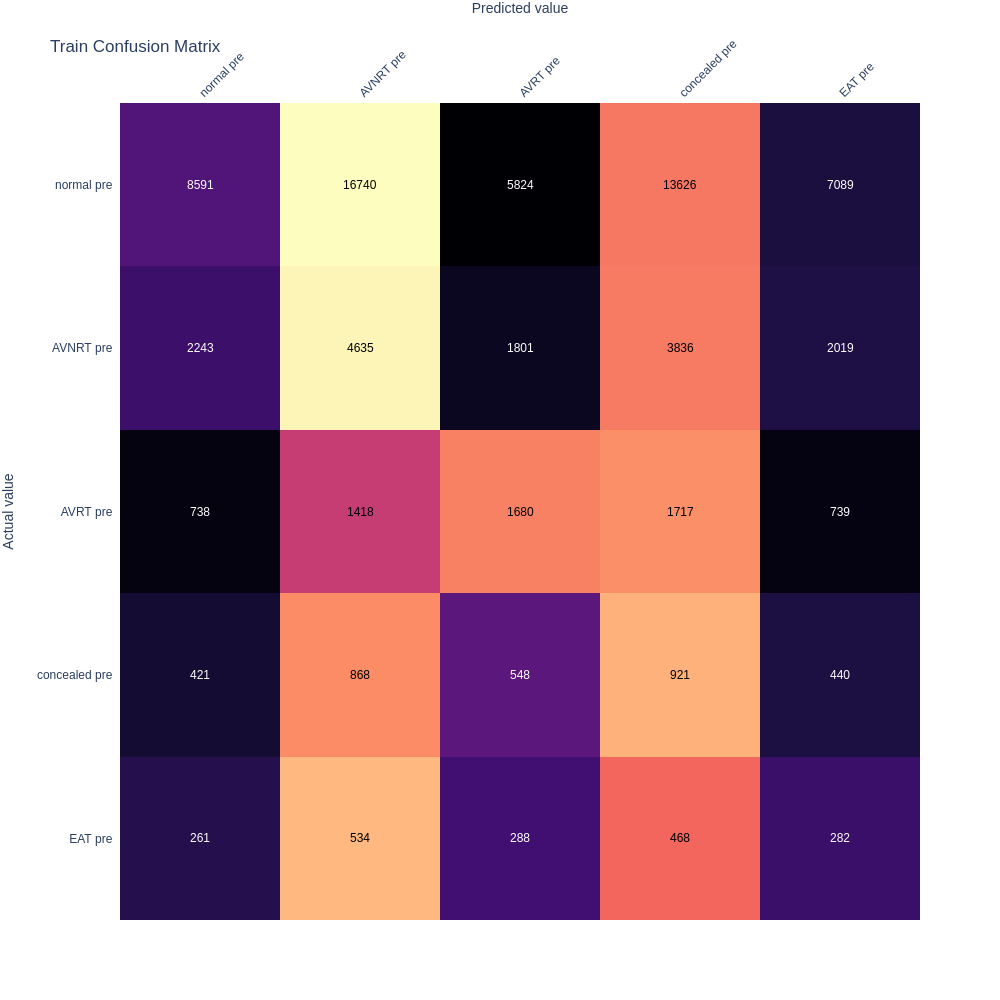 Predicted value
Train Confusion Matrix
normal pre AVNRT pre AVRT pre concealed pre EAT pre
normal pre 8591 16740 5824 13626 7089
AVNRT pre 2243 4635 1801 3836 2019
Actual value
AVRT pre 738 1418 1680 1717 739
concealed pre 421 868 548 921 440
EAT pre 261 534 288 468 282